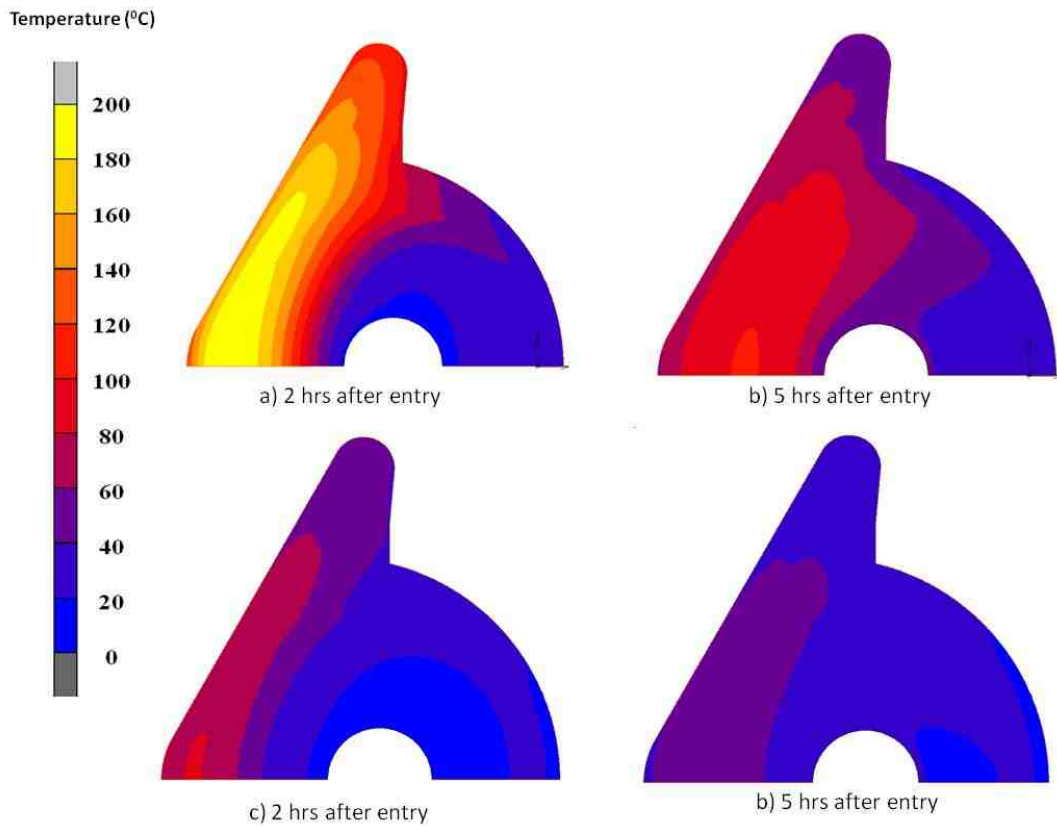 Temperature (⁰C)
200
180
160
140
120
100
80
60
40
20
0
a) 2 hrs after entry
b) 5 hrs after entry
c) 2 hrs after entry
b) 5 hrs after entry